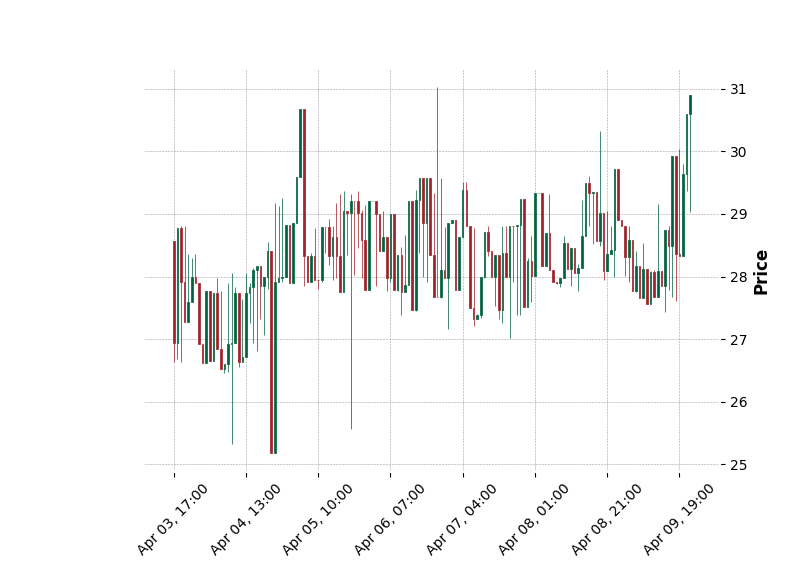 31
30
29
28
27
26
25
Price
Apr 03, 17:00
Apr 04, 13:00
Apr 05, 10:00
Apr 06, 07:00
Apr 07, 04:00
Apr 08, 01:00
Apr 08, 21:00
Apr 09, 19:00